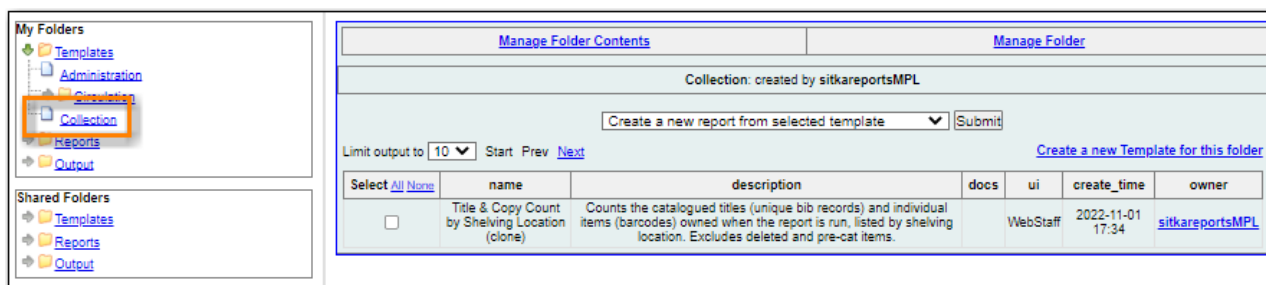 My Folders
Templates
Administration
Circulation
Collection
Reports
Output
Shared Folders
Templates
Reports
Output
Manage Folder Contents
Manage Folder
Collection: created by sitkareportsMPL
Create a new report from selected template
Submit
Limit output to 10 Start Prev Next
Create a new Template for this folder
Select All None name description docs ui create_time owner
Title & Copy Count
by Shelving Location
(clone)
Counts the catalogued titles (unique bib records) and individual
items (barcodes) owned when the report is run, listed by shelving
location. Excludes deleted and pre-cat items.
WebStaff
2022-11-01
17:34
sitkareportsMPL